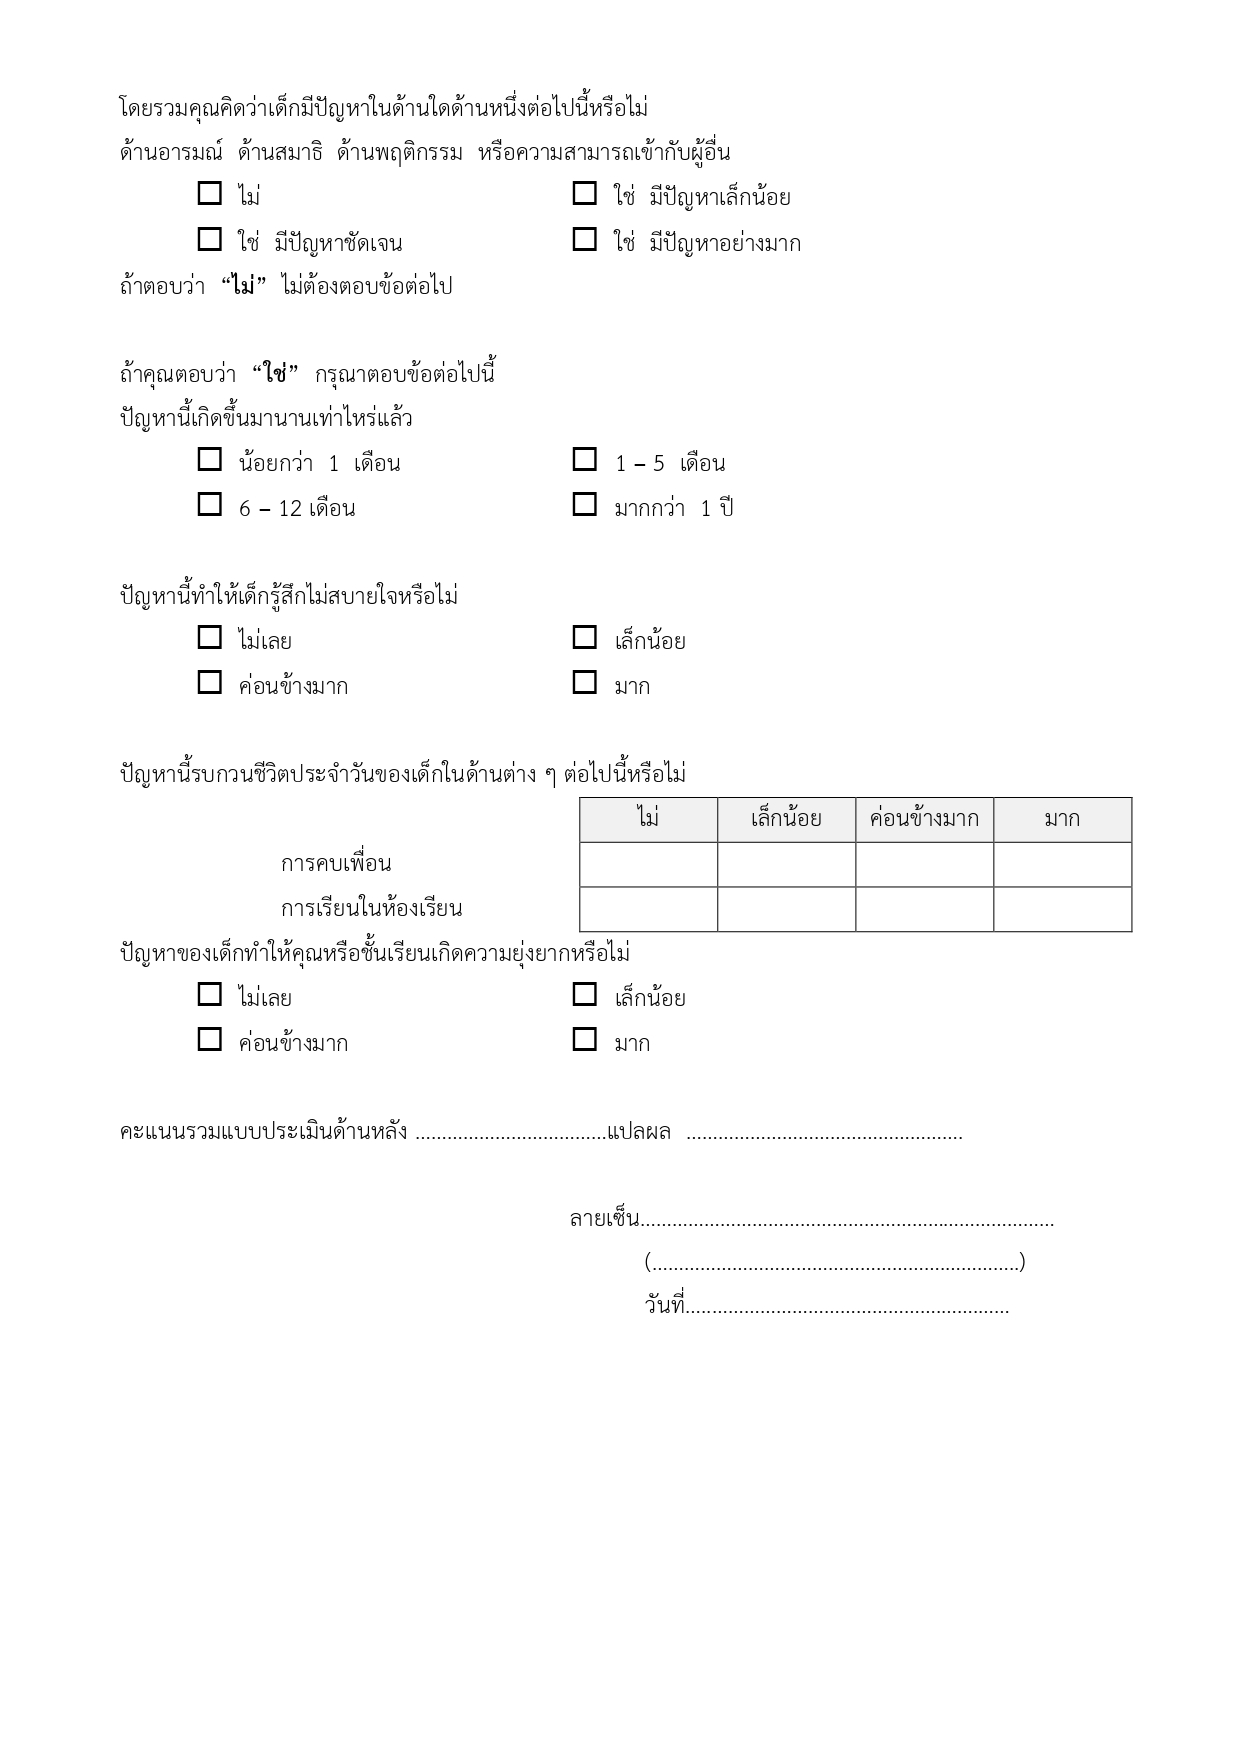 โดยรวมคุณคิดว่าเด็กมีปัญหาในด้านใดด้านหนึ่งต่อไปนี้หรือไม่
ด้านอารมณ์ ด้านสมาธิ ด้านพฤติกรรม หรือความสามารถเข้ากับผู้อื่น
☐ ไม่ ☐ ใช่ มีปัญหาเล็กน้อย
☐ ใช่ มีปัญหาชัดเจน ☐ ใช่ มีปัญหาอย่างมาก
ถ้าตอบว่า “ไม่” ไม่ต้องตอบข้อต่อไป
ถ้าคุณตอบว่า “ใช่” กรุณาตอบข้อต่อไปนี้
ปัญหานี้เกิดขึ้นมานานเท่าไหร่แล้ว
☐ น้อยกว่า 1 เดือน ☐ 1 – 5 เดือน
☐ 6 – 12 เดือน ☐ มากกว่า 1 ปี
ปัญหานี้ทำให้เด็กรู้สึกไม่สบายใจหรือไม่
☐ ไม่เลย ☐ เล็กน้อย
☐ ค่อนข้างมาก ☐ มาก
ปัญหานี้รบกวนชีวิตประจำวันของเด็กในด้านต่าง ๆ ต่อไปนี้หรือไม่
ไม่ เล็กน้อย ค่อนข้างมาก มาก
การคบเพื่อน
การเรียนในห้องเรียน
ปัญหาของเด็กทำให้คุณหรือชั้นเรียนเกิดความยุ่งยากหรือไม่
☐ ไม่เลย ☐ เล็กน้อย
☐ ค่อนข้างมาก ☐ มาก
คะแนนรวมแบบประเมินด้านหลัง ....................................แปลผล ....................................................
ลายเซ็น..............................................................................
(.....................................................................)
วันที่.............................................................